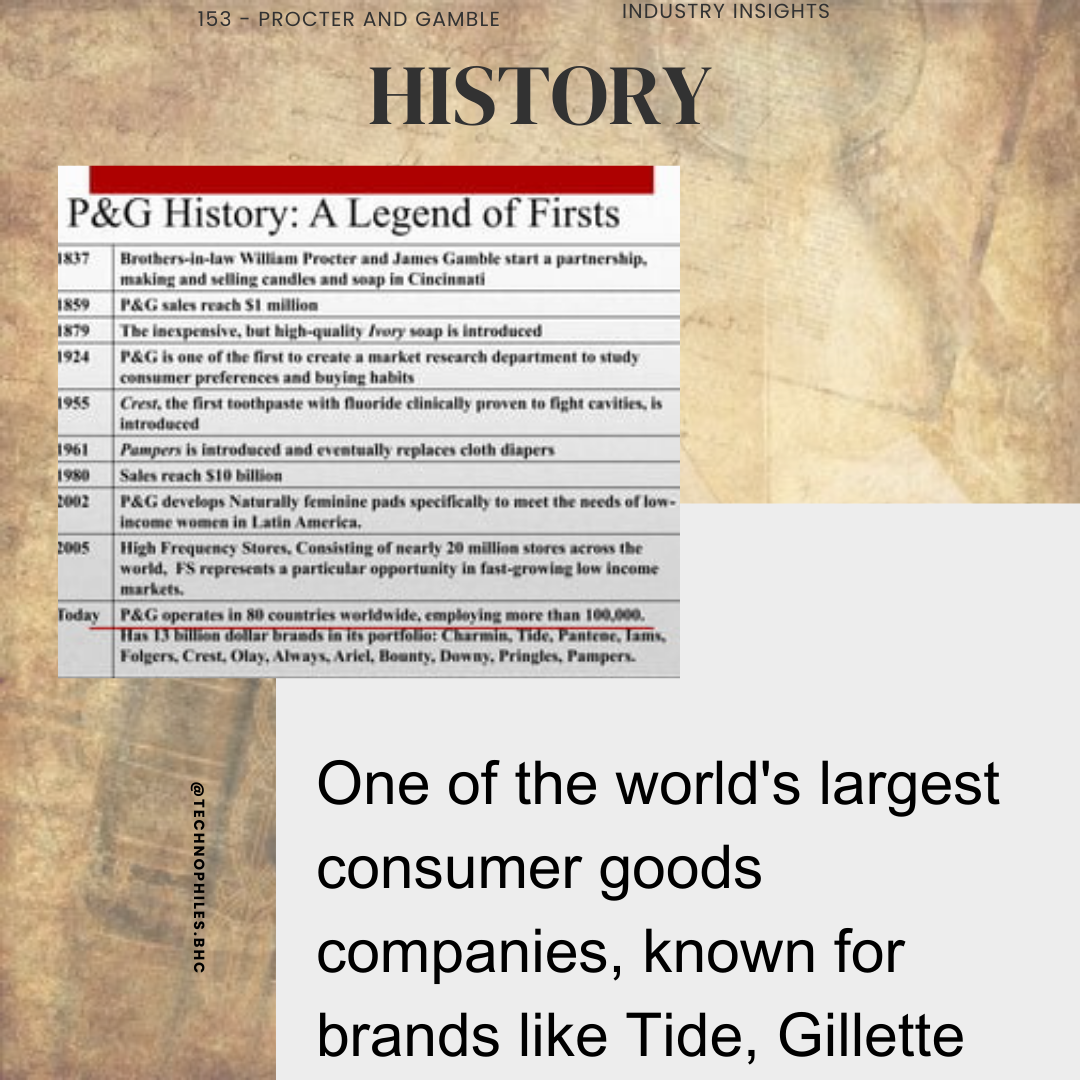 153 - PROCTER AND GAMBLE
INDUSTRY INSIGHTS
HISTORY
P&G History: A Legend of Firsts
1837 Brothers-in-law William Procter and James Gamble start a partnership,
making and selling candles and soap in Cincinnati
1859 P&G sales reach $1 million
1879 The inexpensive, but high-quality Ivory soap is introduced
1924 P&G is one of the first to create a market research department to study
consumer preferences and buying habits
1955 Crest, the first toothpaste with fluoride clinically proven to fight cavities, is
introduced
1961 Pampers is introduced and eventually replaces cloth diapers
1980 Sales reach $10 billion
2002 P&G develops Naturally feminine pads specifically to meet the needs of low-
income women in Latin America.
2005 High Frequency Stores, Consisting of nearly 20 million stores across the
world, FS represents a particular opportunity in fast-growing low income
markets.
Today P&G operates in 80 countries worldwide, employing more than 100,000.
Has 13 billion dollar brands in its portfolio: Charmin, Tide, Pantene, Iams,
Folgers, Crest, Olay, Always, Ariel, Bounty, Downy, Pringles, Pampers.
@TECHNOPHILES.BHC
One of the world's largest
consumer goods
companies, known for
brands like Tide, Gillette